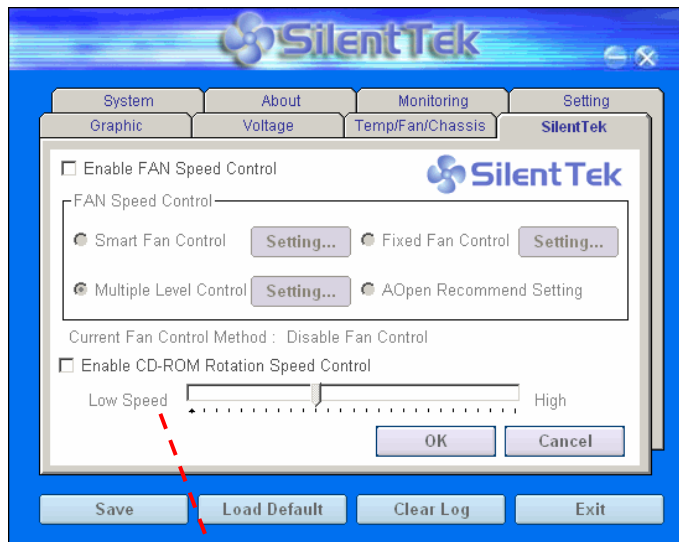 SilentTek
System About Monitoring Setting
Graphic Voltage Temp/Fan/Chassis SilentTek
Enable FAN Speed Control
SilentTek
FAN Speed Control
Smart Fan Control Setting... Fixed Fan Control Setting...
Multiple Level Control Setting... AOpen Recommend Setting
Current Fan Control Method : Disable Fan Control
Enable CD-ROM Rotation Speed Control
Low Speed High
OK Cancel
Save Load Default Clear Log Exit